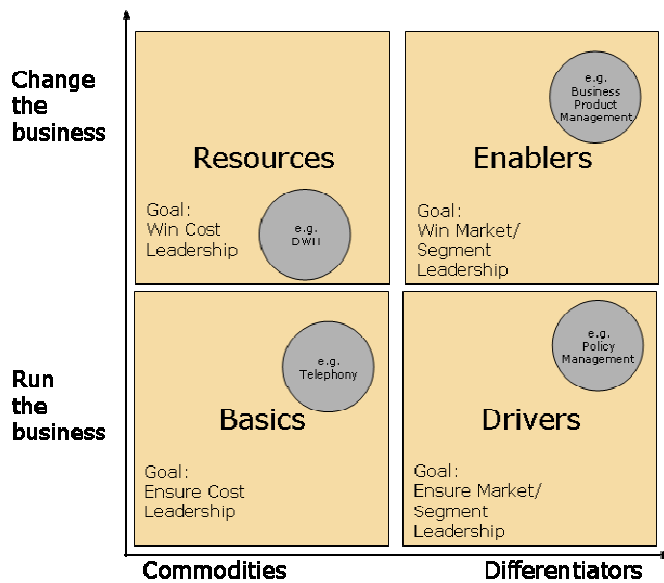 Change
the
business
Resources
Goal:
Win Cost
Leadership
e.g.
DWH
Enablers
e.g.
Business
Product
Management
Goal:
Win Market/
Segment
Leadership
Run
the
business
Basics
e.g.
Telephony
Goal:
Ensure Cost
Leadership
Drivers
e.g.
Policy
Management
Goal:
Ensure Market/
Segment
Leadership
Commodities
Differentiators